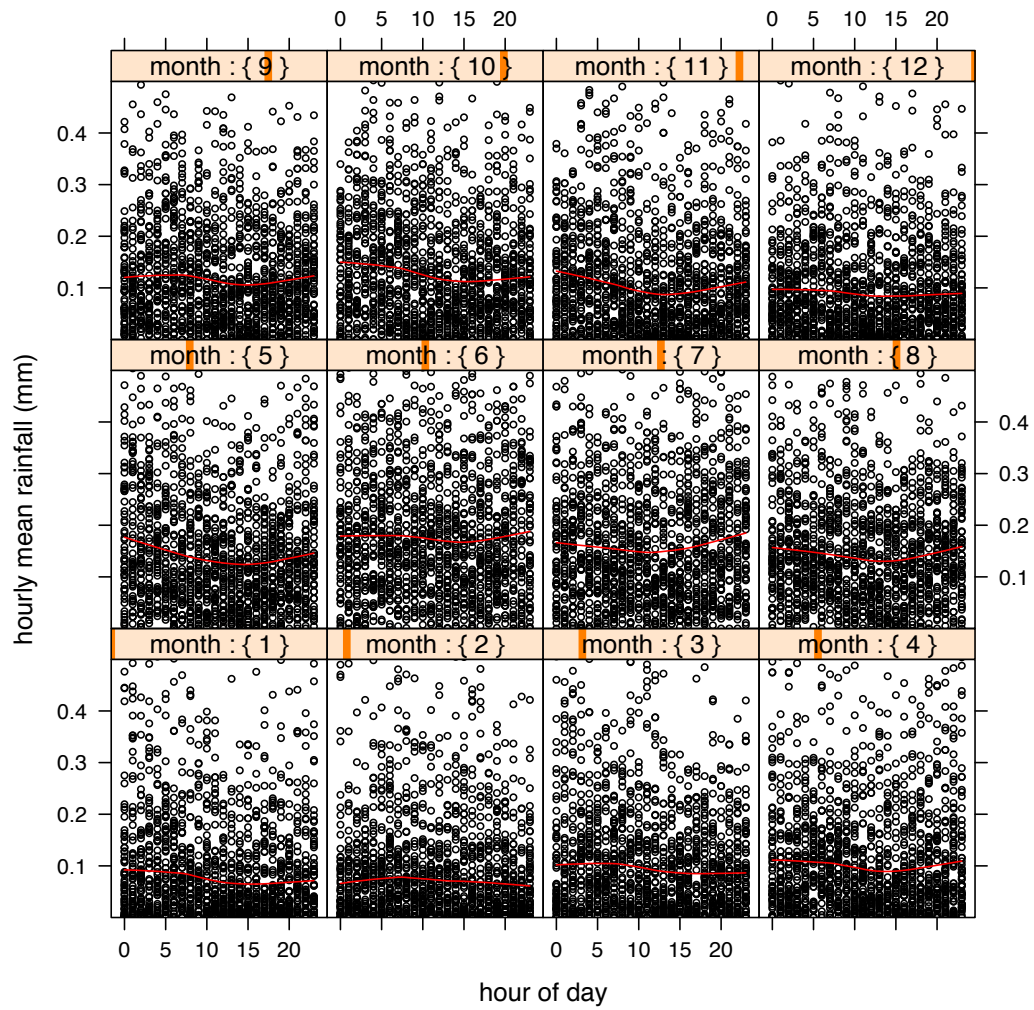 0 5 10 15 20 0 5 10 15 20
month : { 9 } month : { 10 } month : { 11 } month : { 12 }
0.4
0.3
0.2
0.1
month : { 5 } month : { 6 } month : { 7 } month : { 8 }
0.4
0.3
0.2
0.1
month : { 1 } month : { 2 } month : { 3 } month : { 4 }
0.4
0.3
0.2
0.1
0 5 10 15 20 0 5 10 15 20
hour of day
hourly mean rainfall (mm)